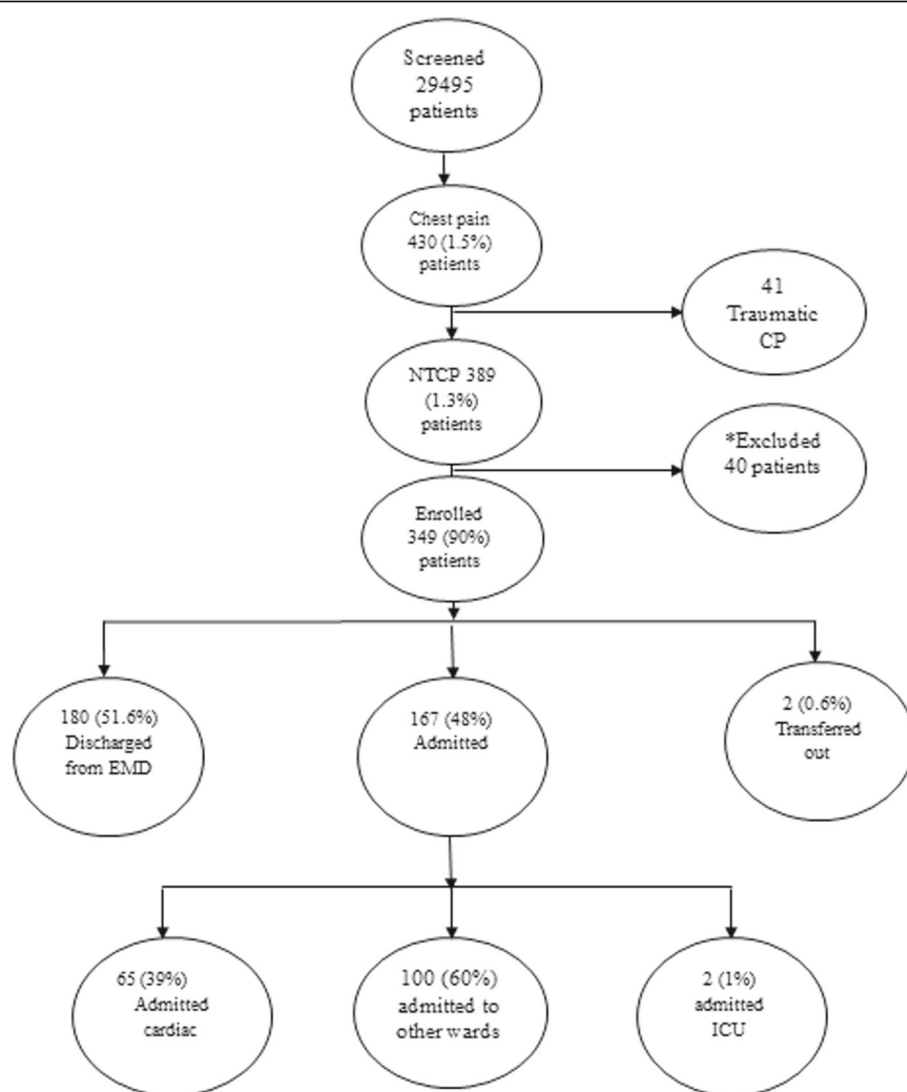 Screened
29495
patients
Chest pain
430 (1.5%)
patients
41
Traumatic
CP
NTCP 389
(1.3%)
patients
*Excluded
40 patients
Enrolled
349 (90%)
patients
180 (51.6%)
Discharged
from EMD
167 (48%)
Admitted
2 (0.6%)
Transferred
out
65 (39%)
Admitted
cardiac
100 (60%)
admitted to
other wards
2 (1%)
admitted
ICU